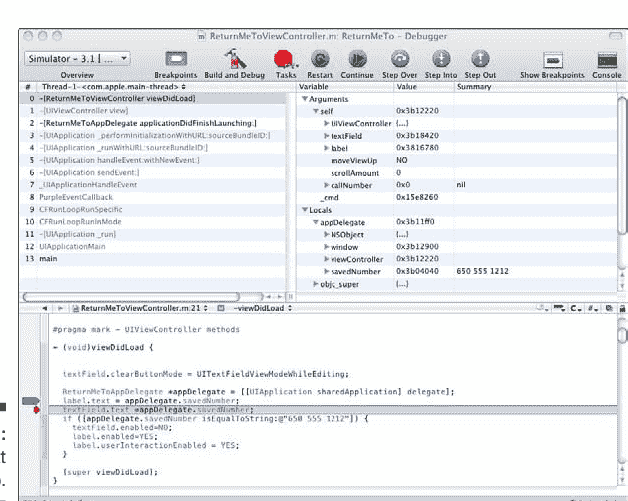 ReturnMeToViewController.m: ReturnMeTo - Debugger
Simulator - 3.1 | ...
Overview Breakpoints Build and Debug Tasks Restart Continue Step Over Step Into Step Out Show Breakpoints Console
# Thread-1-<com.apple.main-thread> Variable Value Summary
0 -[ReturnMeToViewController viewDidLoad]
1 -[UIViewController view]
2 -[ReturnMeToAppDelegate applicationDidFinishLaunching:]
3 -[UIApplication _performInitializationWithURL:sourceBundleID:]
4 -[UIApplication _runWithURL:sourceBundleID:]
5 -[UIApplication handleEvent:withNewEvent:]
6 -[UIApplication sendEvent:]
7 _UIApplicationHandleEvent
8 PurpleEventCallback
9 CFRunLoopRunSpecific
10 CFRunLoopRunInMode
11 -[UIApplication _run]
12 UIApplicationMain
13 main
Arguments
self 0x3b12220
UIViewController {...}
textField 0x3b18420
label 0x3816780
moveViewUp NO
scrollAmount 0
callNumber 0x0 nil
_cmd 0x15e8260
Locals
appDelegate 0x3b11ff0
NSObject {...}
window 0x3b12900
viewController 0x3b12220
savedNumber 0x3b04040 650 555 1212
objc_super {...}
ReturnMeToViewController.m:21 -viewDidLoad C #
#pragma mark - UIViewController methods
- (void)viewDidLoad {
textField.clearButtonMode = UITextFieldViewModeWhileEditing;
ReturnMeToAppDelegate *appDelegate = [[UIApplication sharedApplication] delegate];
label.text = appDelegate.savedNumber;
textField.text =appDelegate.savedNumber;
if ([appDelegate.savedNumber isEqualToString:@"650 555 1212"]) {
textField.enabled=NO;
label.enabled=YES;
label.userInteractionEnabled = YES;
}
[super viewDidLoad];
}